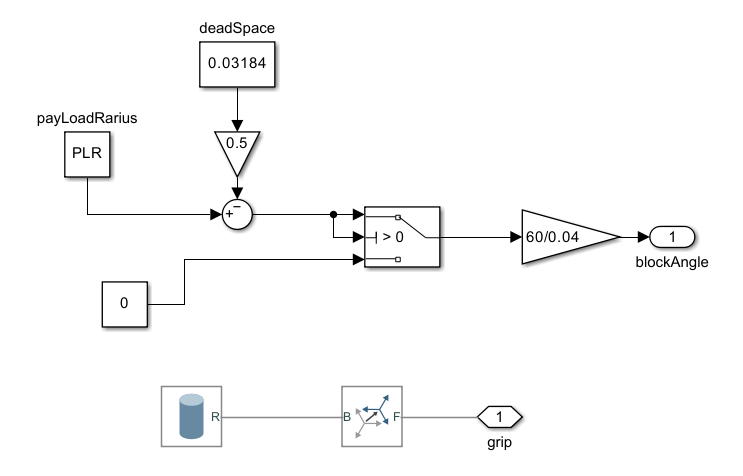 deadSpace
0.03184
payLoadRarius
PLR
0.5
+
−
> 0
60/0.04
1
blockAngle
0
R
B
F
1
grip